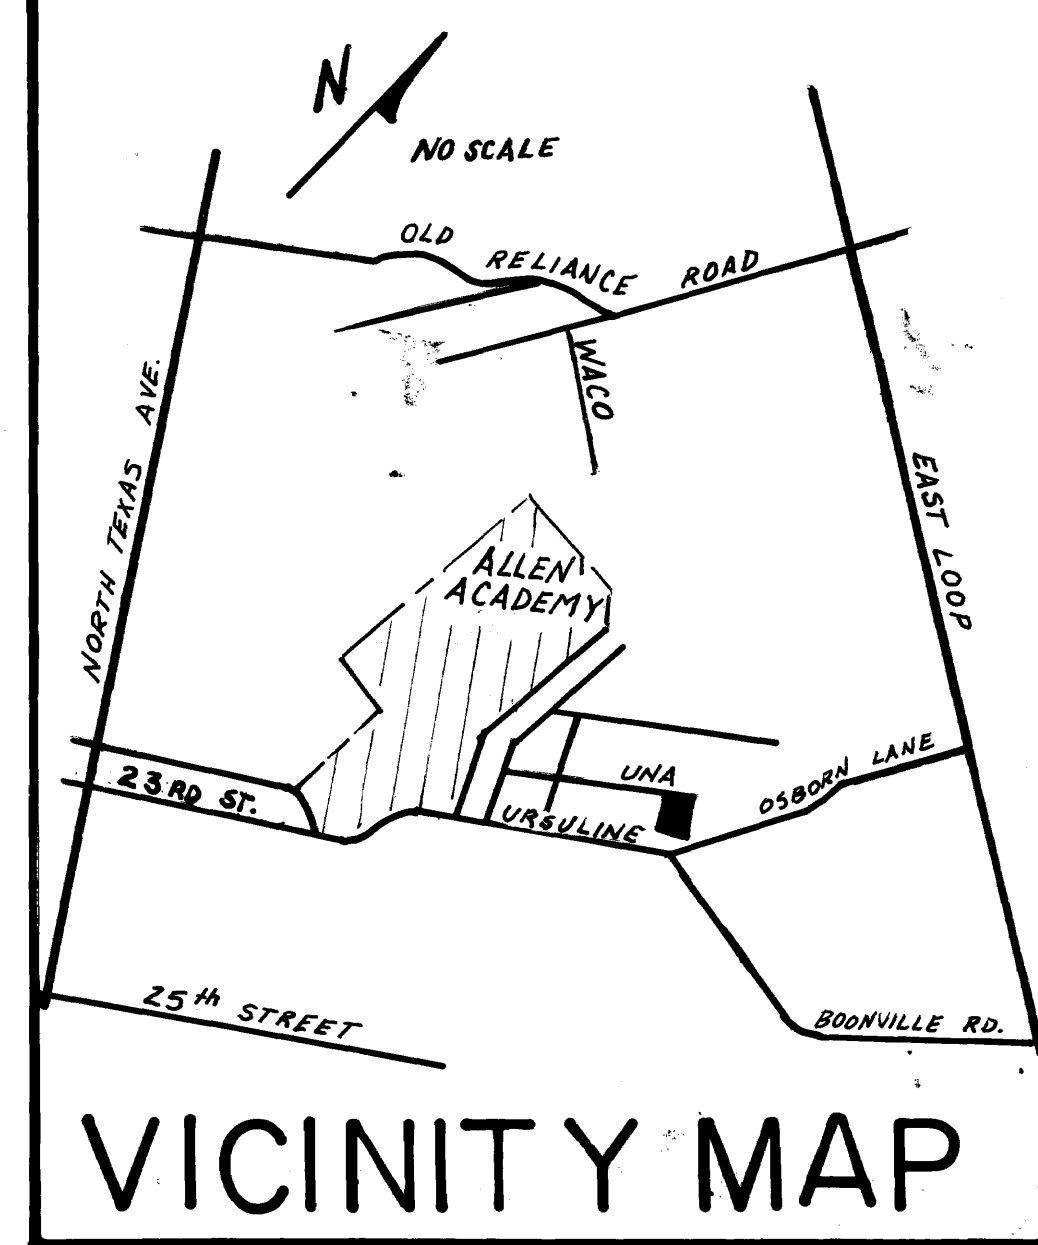 N
NO SCALE
OLD RELIANCE ROAD
WACO
NORTH TEXAS AVE.
EAST LOOP
ALLEN
ACADEMY
23RD ST.
UNA
URSULINE
OSBORN LANE
25th STREET
BOONVILLE RD.
VICINITY MAP